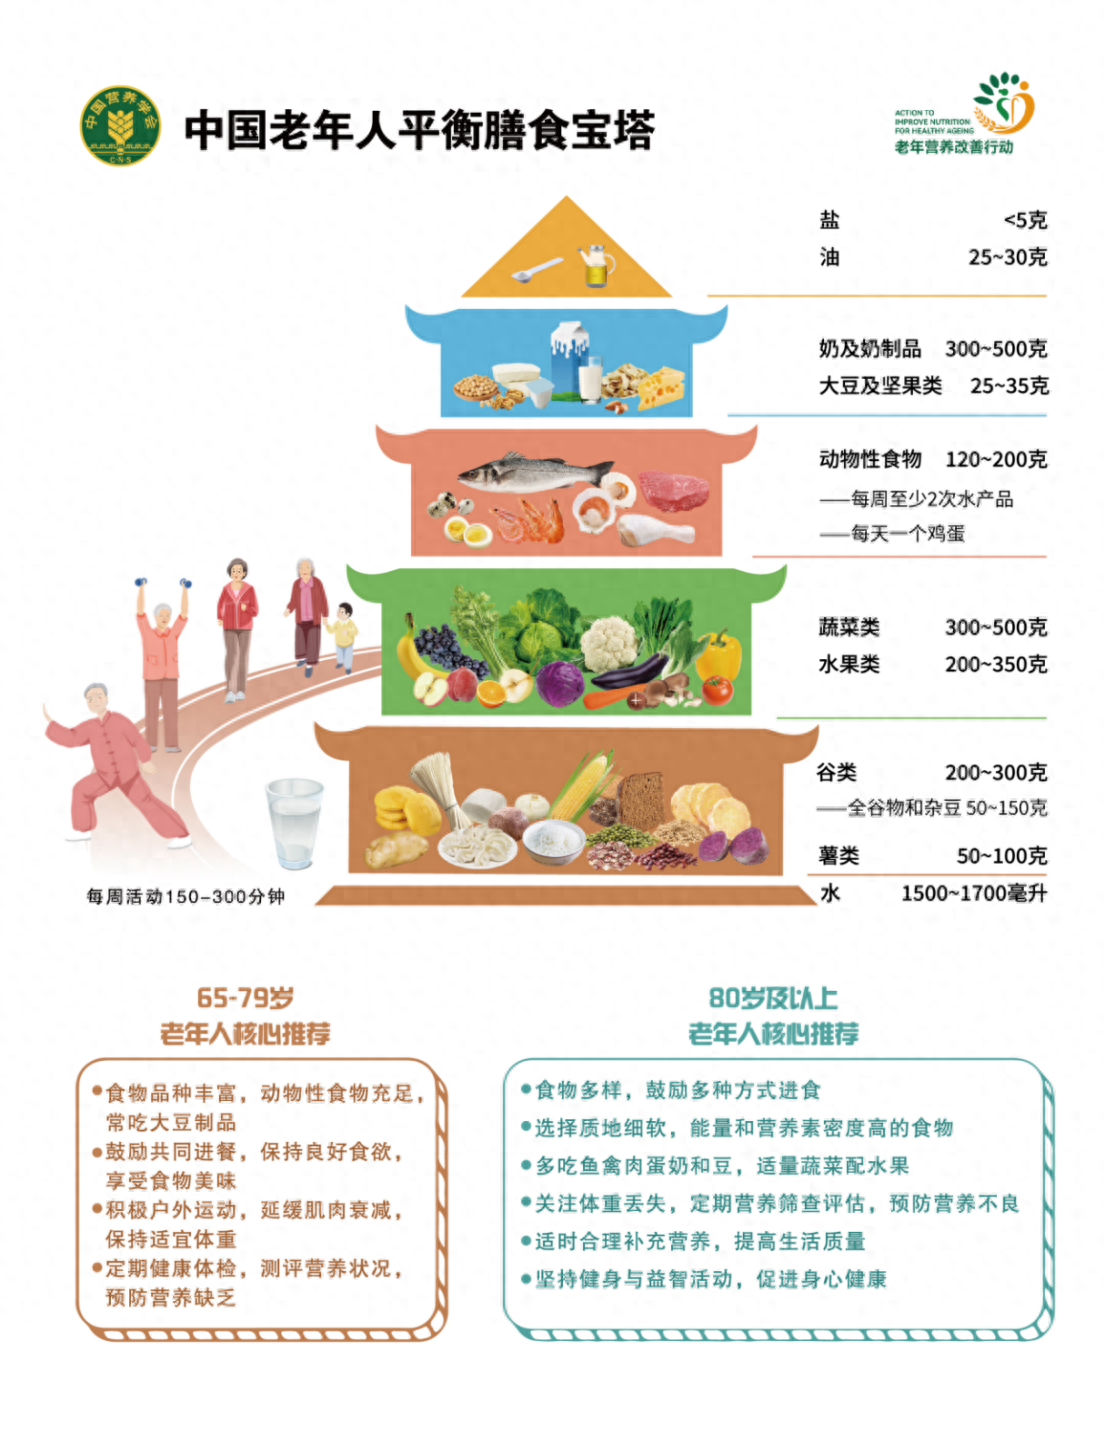 中国营养学会
CNS
中国老年人平衡膳食宝塔
ACTION TO
IMPROVE NUTRITION
FOR HEALTHY AGEING
老年营养改善行动
盐 <5克
油 25~30克
奶及奶制品 300~500克
大豆及坚果类 25~35克
动物性食物 120~200克
——每周至少2次水产品
——每天一个鸡蛋
蔬菜类 300~500克
水果类 200~350克
谷类 200~300克
——全谷物和杂豆 50~150克
薯类 50~100克
水 1500~1700毫升
每周活动150-300分钟
65-79岁
老年人核心推荐
●食物品种丰富，动物性食物充足，
常吃大豆制品
●鼓励共同进餐，保持良好食欲，
享受食物美味
●积极户外运动，延缓肌肉衰减，
保持适宜体重
●定期健康体检，测评营养状况，
预防营养缺乏
80岁及以上
老年人核心推荐
●食物多样，鼓励多种方式进食
●选择质地细软，能量和营养素密度高的食物
●多吃鱼禽肉蛋奶和豆，适量蔬菜配水果
●关注体重丢失，定期营养筛查评估，预防营养不良
●适时合理补充营养，提高生活质量
●坚持健身与益智活动，促进身心健康